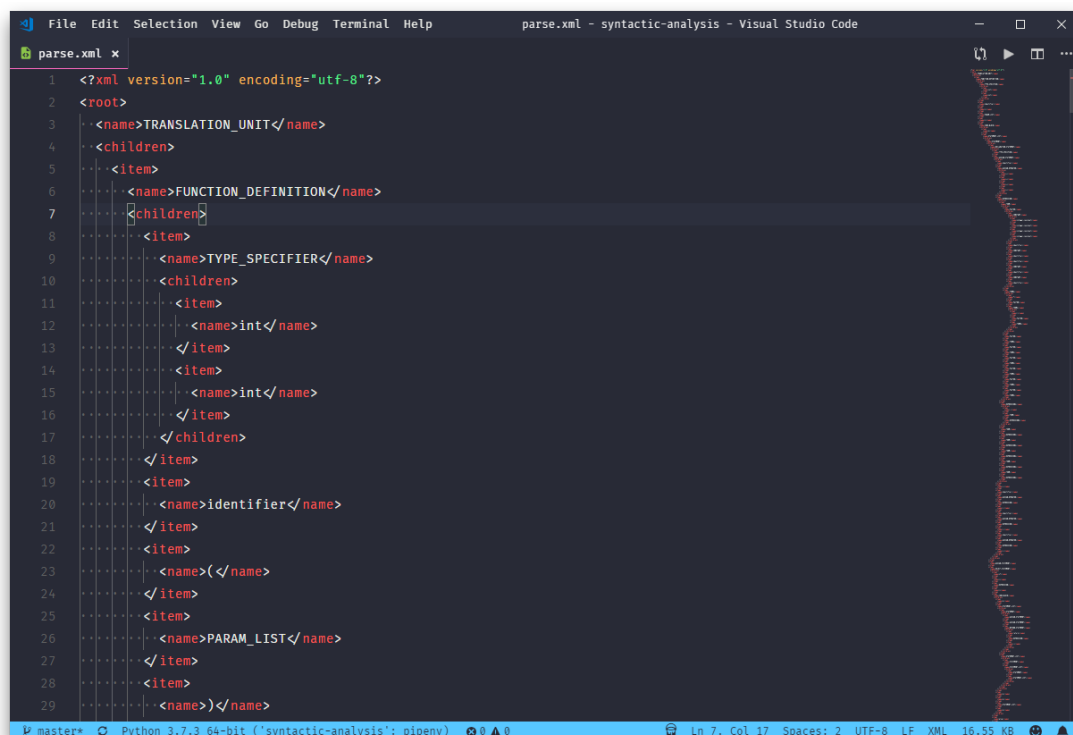 File Edit Selection View Go Debug Terminal Help parse.xml - syntactic-analysis - Visual Studio Code
parse.xml ×
1 <?xml version="1.0" encoding="utf-8"?>
2 <root>
3 <name>TRANSLATION_UNIT</name>
4 <children>
5 <item>
6 <name>FUNCTION_DEFINITION</name>
7 <children>
8 <item>
9 <name>TYPE_SPECIFIER</name>
10 <children>
11 <item>
12 <name>int</name>
13 </item>
14 <item>
15 <name>int</name>
16 </item>
17 </children>
18 </item>
19 <item>
20 <name>identifier</name>
21 </item>
22 <item>
23 <name>(</name>
24 </item>
25 <item>
26 <name>PARAM_LIST</name>
27 </item>
28 <item>
29 <name>)</name>
master* Python 3.7.3 64-bit ('syntactic-analysis': pipenv) 0 0 Ln 7, Col 17 Spaces: 2 UTF-8 LF XML 16.55 KB